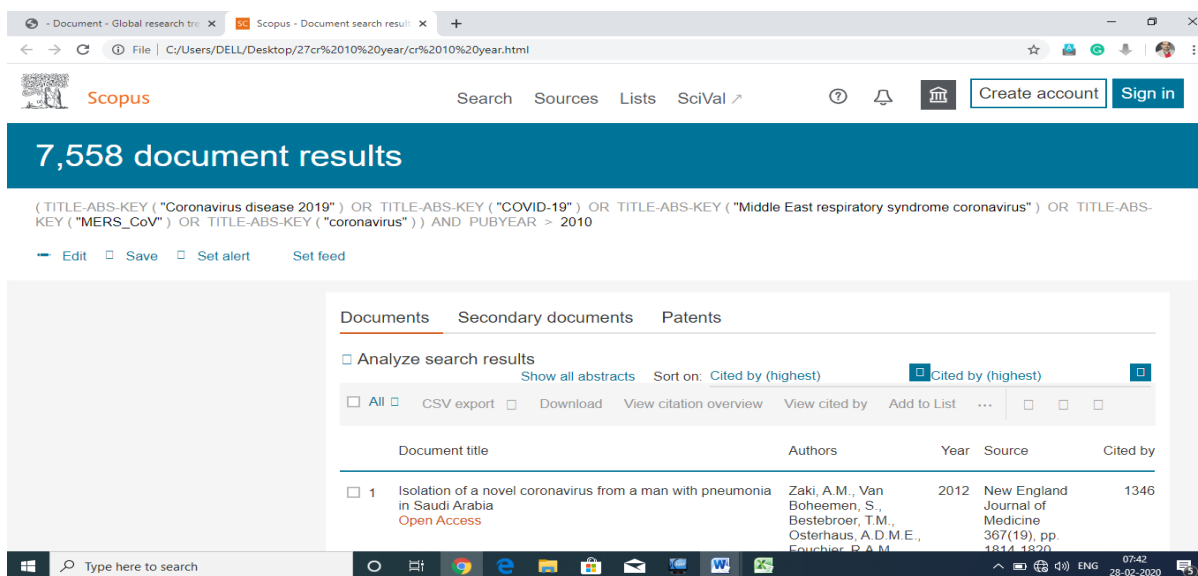 - Document - Global research tre
Scopus - Document search result
File | C:/Users/DELL/Desktop/27cr%2010%20year/cr%2010%20year.html
Scopus
Search Sources Lists SciVal
Create account Sign in
7,558 document results
( TITLE-ABS-KEY ( "Coronavirus disease 2019" ) OR TITLE-ABS-KEY ( "COVID-19" ) OR TITLE-ABS-KEY ( "Middle East respiratory syndrome coronavirus" ) OR TITLE-ABS-
KEY ( "MERS_CoV" ) OR TITLE-ABS-KEY ( "coronavirus" ) ) AND PUBYEAR > 2010
Edit Save Set alert Set feed
Documents Secondary documents Patents
Analyze search results
Show all abstracts Sort on: Cited by (highest) Cited by (highest)
All CSV export Download View citation overview View cited by Add to List ...
Document title Authors Year Source Cited by
1 Isolation of a novel coronavirus from a man with pneumonia Zaki, A.M., Van 2012 New England 1346
in Saudi Arabia Boheemen, S., Journal of
Open Access Bestebroer, T.M., Medicine
Osterhaus, A.D.M.E., 367(19), pp.
Fouchier, R.A.M. 1814-1820
Type here to search
ENG
07:42
28-02-2020
5